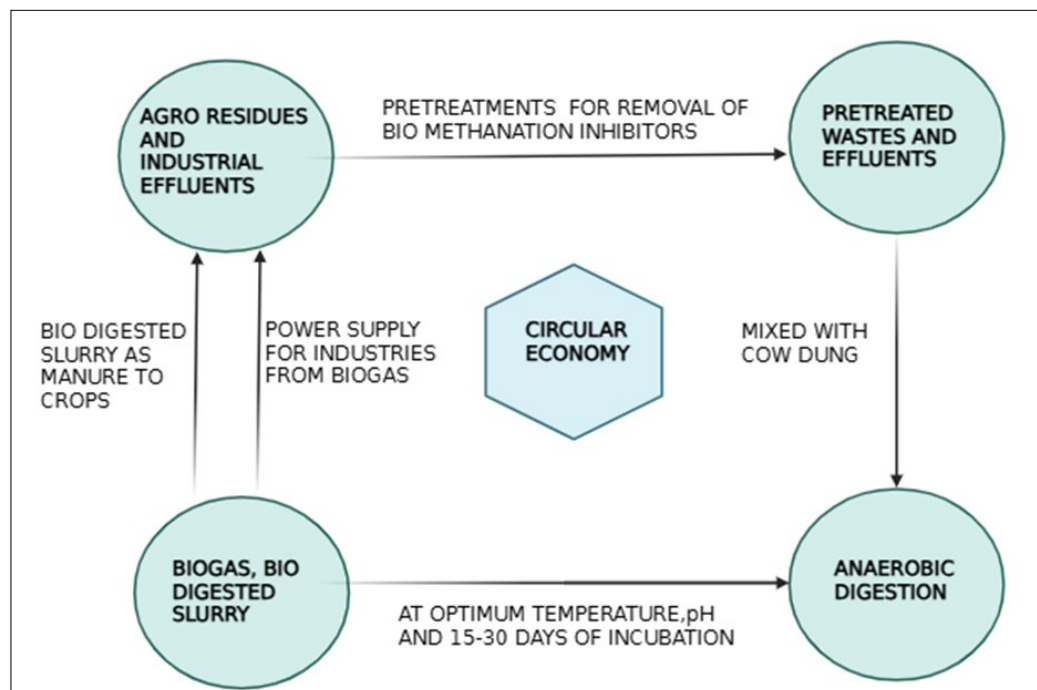 AGRO RESIDUES
AND
INDUSTRIAL
EFFLUENTS
PRETREATMENTS FOR REMOVAL OF
BIO METHANATION INHIBITORS
PRETREATED
WASTES AND
EFFLUENTS
BIO DIGESTED
SLURRY AS
MANURE TO
CROPS
POWER SUPPLY
FOR INDUSTRIES
FROM BIOGAS
CIRCULAR
ECONOMY
MIXED WITH
COW DUNG
BIOGAS, BIO
DIGESTED
SLURRY
AT OPTIMUM TEMPERATURE,pH
AND 15-30 DAYS OF INCUBATION
ANAEROBIC
DIGESTION